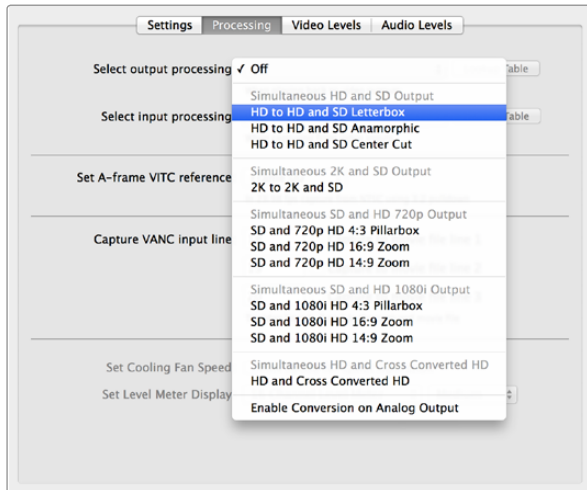 Settings Processing Video Levels Audio Levels
Select output processing ✓ Off
Table
Simultaneous HD and SD Output
HD to HD and SD Letterbox
Select input processing
Table
HD to HD and SD Anamorphic
HD to HD and SD Center Cut
Simultaneous 2K and SD Output
Set A-frame VITC reference
2K to 2K and SD
Simultaneous SD and HD 720p Output
SD and 720p HD 4:3 Pillarbox
Capture VANC input line
SD and 720p HD 16:9 Zoom
SD and 720p HD 14:9 Zoom
Simultaneous SD and HD 1080i Output
SD and 1080i HD 4:3 Pillarbox
SD and 1080i HD 16:9 Zoom
SD and 1080i HD 14:9 Zoom
Set Cooling Fan Speed
Simultaneous HD and Cross Converted HD
HD and Cross Converted HD
Set Level Meter Display
Enable Conversion on Analog Output